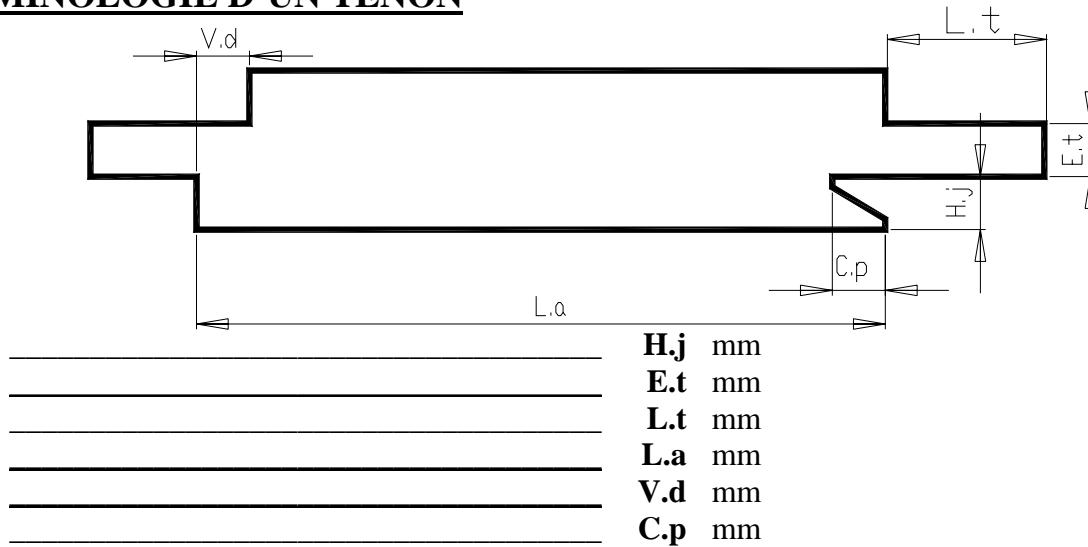 MINOLOGIE D'UN TENON
V.d
L.t
E.t
H.j
C.p
L.a
H.j mm
E.t mm
L.t mm
L.a mm
V.d mm
C.p mm